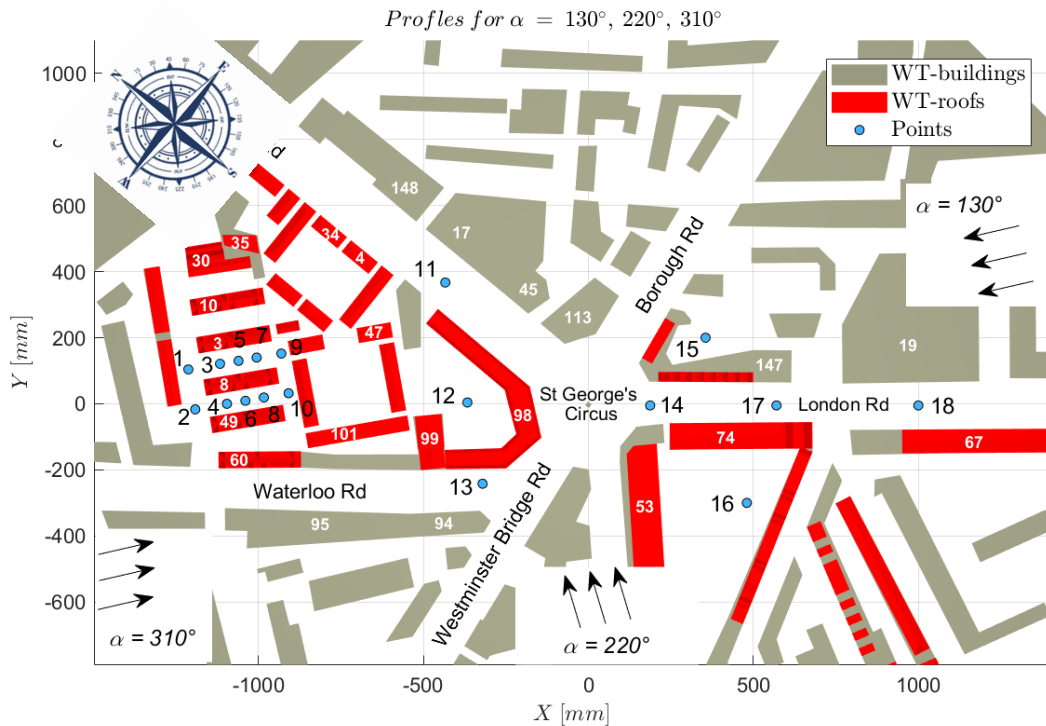 Profles for α = 130°, 220°, 310°
WT-buildings
WT-roofs
Points
1000
600
400
200
0
-200
-400
-600
Y [mm]
-1000
-500
0
500
1000
X [mm]
N
E
S
W
d
148
17
45
113
α = 130°
Borough Rd
35
30
34
4
10
11
3
5
7
9
47
1
3
8
2
4
6
8
10
49
101
60
99
98
12
13
St George's
Circus
15
147
19
14
17
London Rd
18
74
67
16
53
Waterloo Rd
95
94
Westminster Bridge Rd
α = 310°
α = 220°